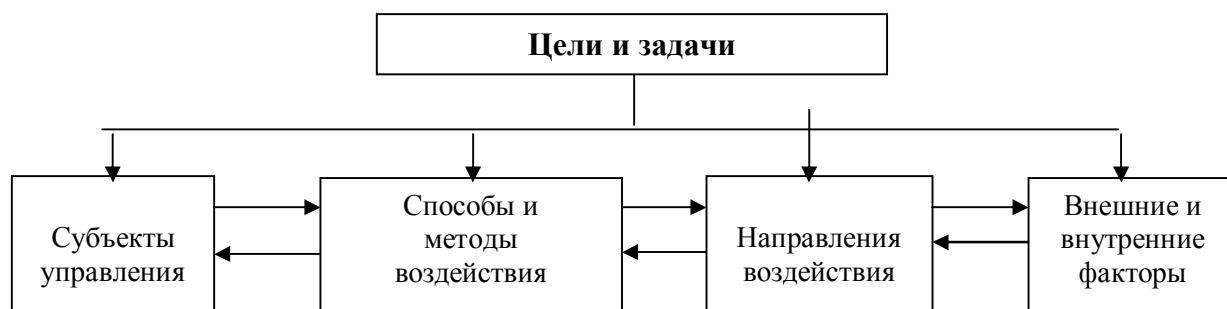 Цели и задачи
Субъекты
управления
Способы и
методы
воздействия
Направления
воздействия
Внешние и
внутренние
факторы